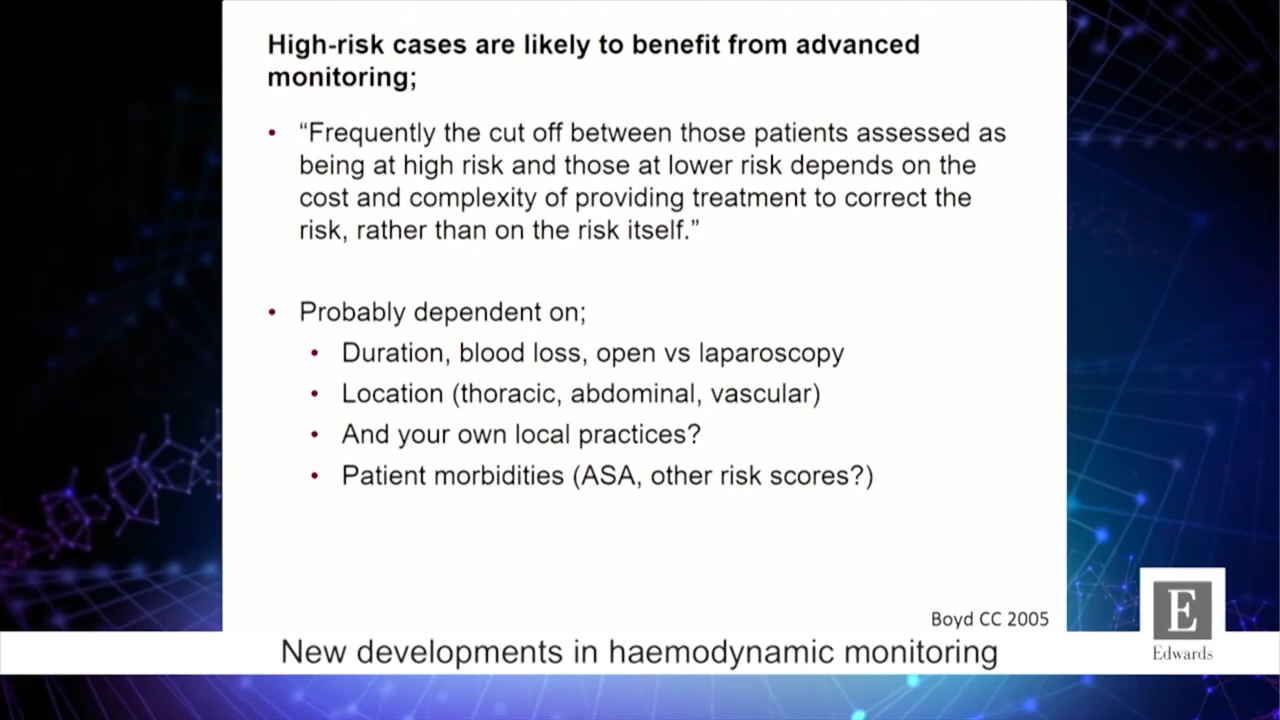 High-risk cases are likely to benefit from advanced
monitoring;
• “Frequently the cut off between those patients assessed as
being at high risk and those at lower risk depends on the
cost and complexity of providing treatment to correct the
risk, rather than on the risk itself.”
• Probably dependent on;
• Duration, blood loss, open vs laparoscopy
• Location (thoracic, abdominal, vascular)
• And your own local practices?
• Patient morbidities (ASA, other risk scores?)
Boyd CC 2005
New developments in haemodynamic monitoring
E
Edwards